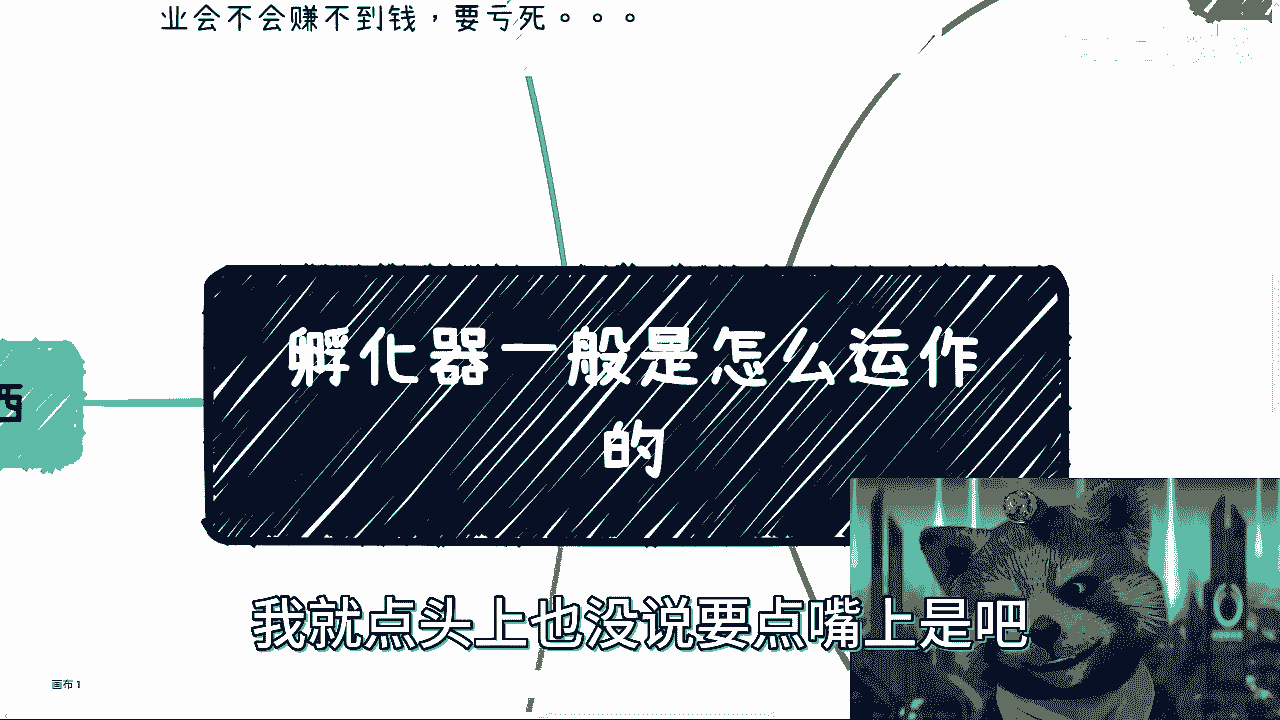 业会不会赚不到钱，要亏死。。。
孵化器一般是怎么运作
的
西
我就点头上也没说要点嘴上是吧
画布 1